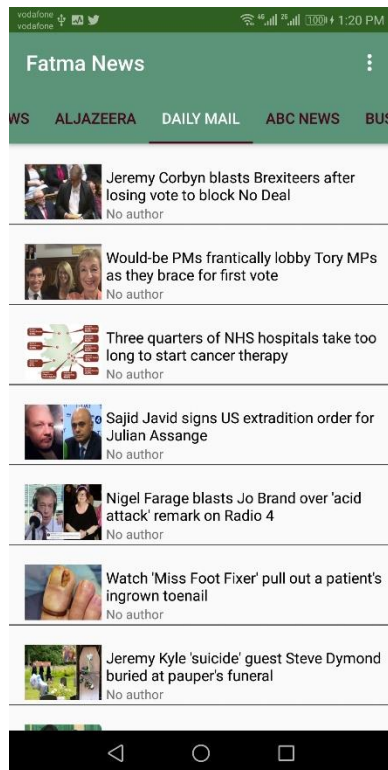 vodafone
vodafone
4G 2G 100 1:20 PM
Fatma News
WS ALJAZEERA DAILY MAIL ABC NEWS BUS
Jeremy Corbyn blasts Brexiteers after
losing vote to block No Deal
No author
Would-be PMs frantically lobby Tory MPs
as they brace for first vote
No author
Three quarters of NHS hospitals take too
long to start cancer therapy
No author
Sajid Javid signs US extradition order for
Julian Assange
No author
Nigel Farage blasts Jo Brand over 'acid
attack' remark on Radio 4
No author
Watch 'Miss Foot Fixer' pull out a patient's
ingrown toenail
No author
Jeremy Kyle 'suicide' guest Steve Dymond
buried at pauper's funeral
No author